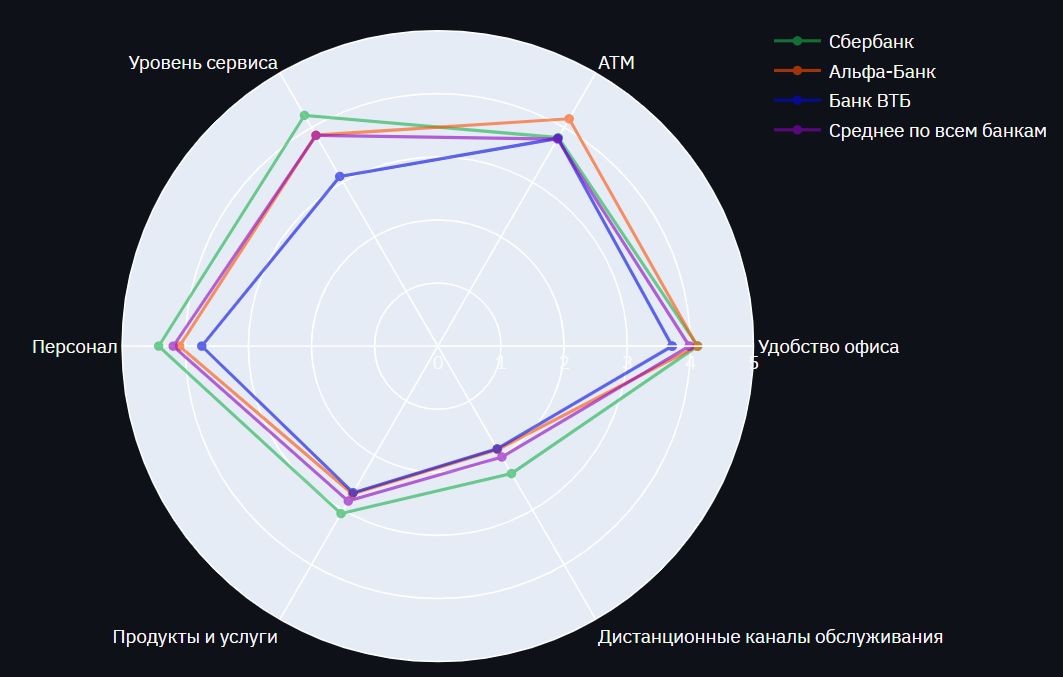 Уровень сервиса
ATM
Сбербанк
Альфа-Банк
Банк ВТБ
Среднее по всем банкам
Персонал
0 1 2 3 4 5
Удобство офиса
Продукты и услуги
Дистанционные каналы обслуживания